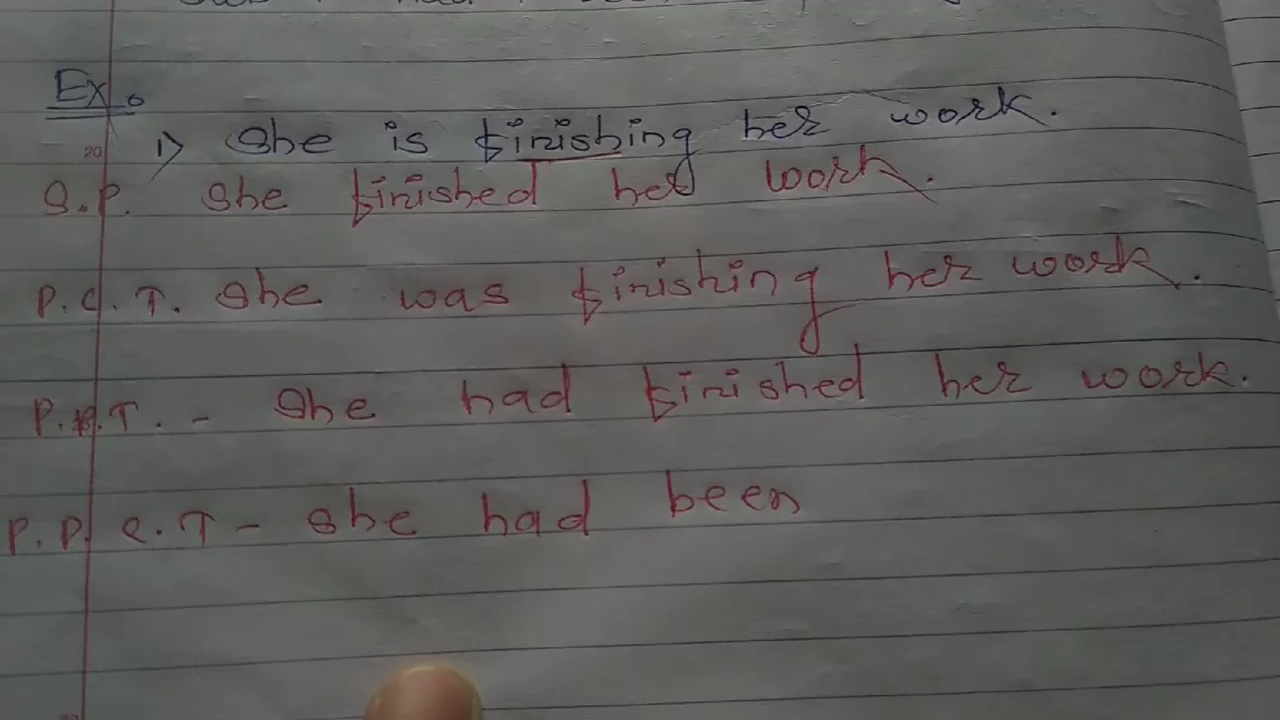 Ex.
20 1) She is finishing her work.
S.P. She finished her work.
P.C.T. She was finishing her work.
P.P.T. - She had finished her work.
P.P.C.T - She had been